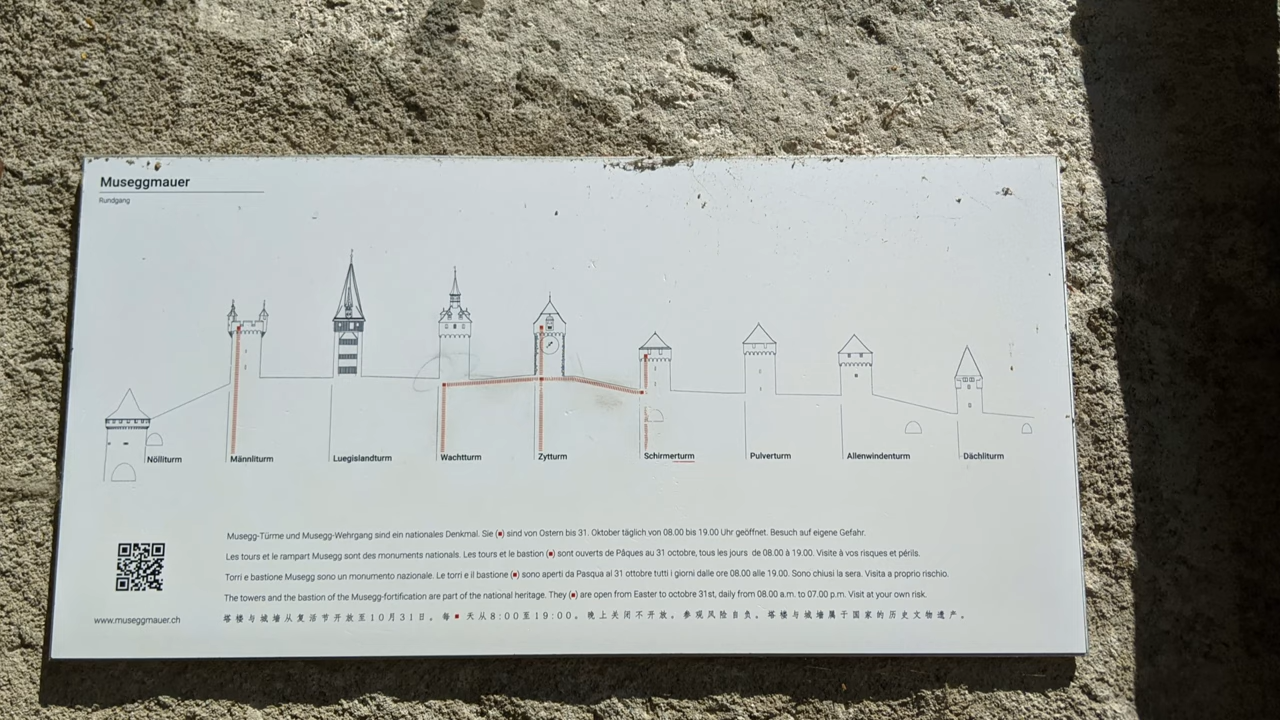 Museggmauer
Rundgang
Nölliturm
Männliturm
Luegislandturm
Wachtturm
Zytturm
Schirmerturm
Pulverturm
Allenwindenturm
Dächliturm
Musegg-Türme und Musegg-Wehrgang sind ein nationales Denkmal. Sie (▪) sind von Ostern bis 31. Oktober täglich von 08.00 bis 19.00 Uhr geöffnet. Besuch auf eigene Gefahr.
Les tours et le rampart Musegg sont des monuments nationals. Les tours et le bastion (▪) sont ouverts de Pâques au 31 octobre, tous les jours de 08.00 à 19.00. Visite à vos risques et périls.
Torri e bastione Musegg sono un monumento nazionale. Le torri e il bastione (▪) sono aperti da Pasqua al 31 ottobre tutti i giorni dalle ore 08.00 alle 19.00. Sono chiusi la sera. Visita a proprio rischio.
The towers and the bastion of the Musegg-fortification are part of the national heritage. They (▪) are open from Easter to octobre 31st, daily from 08.00 a.m. to 07.00 p.m. Visit at your own risk.
塔楼与城墙从复活节开放至10月31日。每▪天从8:00至19:00。晚上关闭不开放。参观风险自负。塔楼与城墙属于国家的历史文物遗产。
www.museggmauer.ch